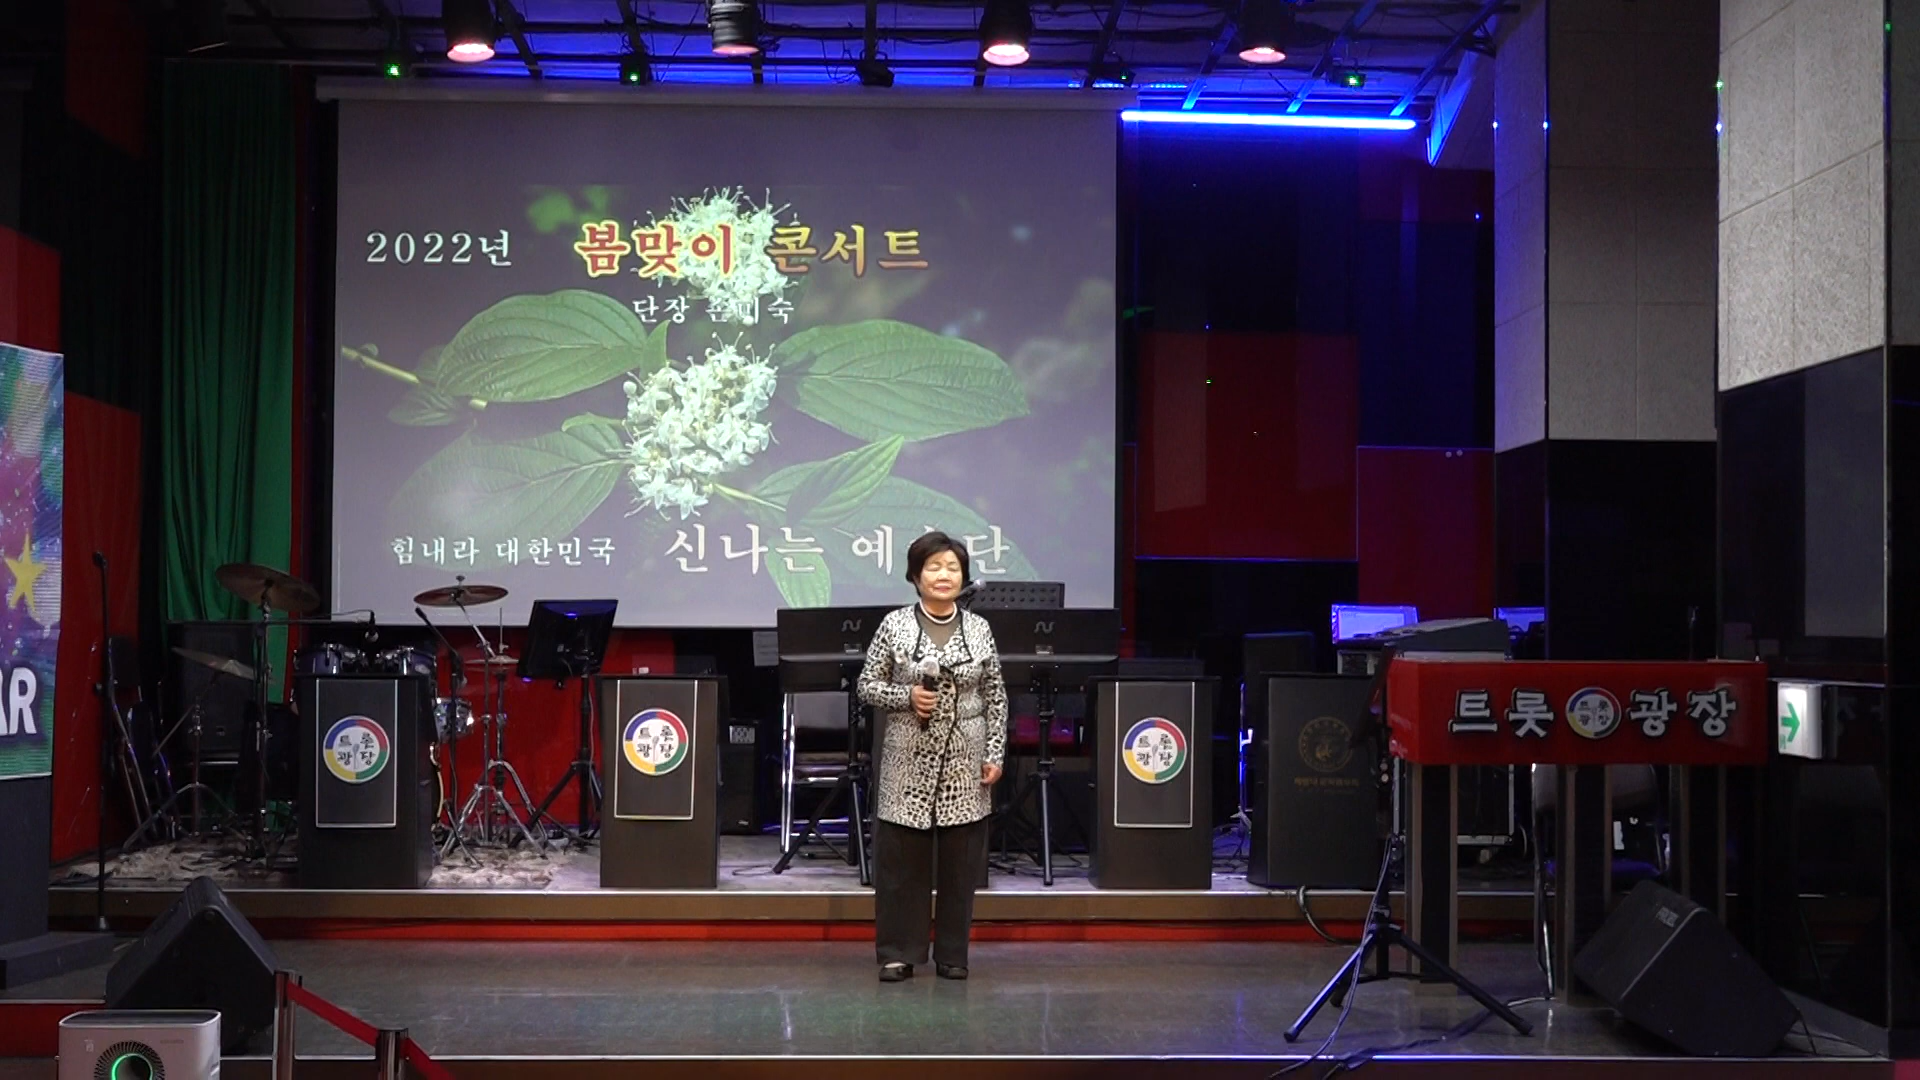 2022년 봄맞이 콘서트
단장
힘내라 대한민국 신나는
AR
트롯
광장
트롯
광장
트롯
광장
트롯 광장